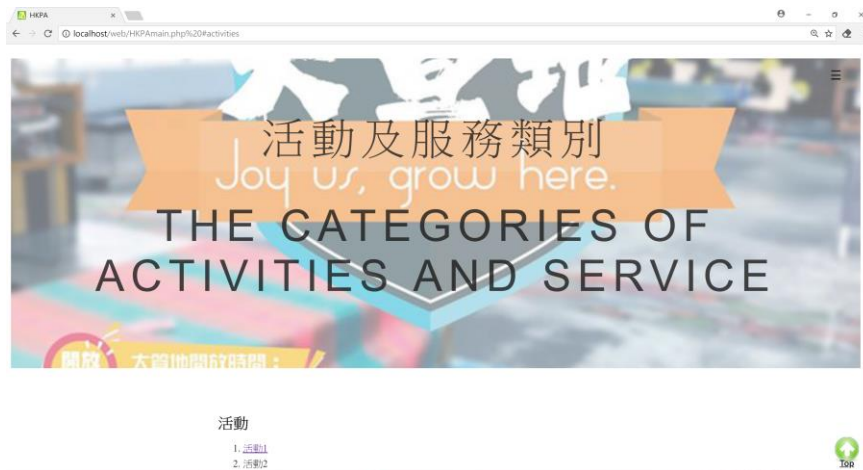 HKPA
localhost/web/HKPAmain.php%20#activities
活動及服務類別
Joy us, grow here.
THE CATEGORIES OF
ACTIVITIES AND SERVICE
開放
大笪地開放時間：
活動
1. 活動1
2. 活動2
Top